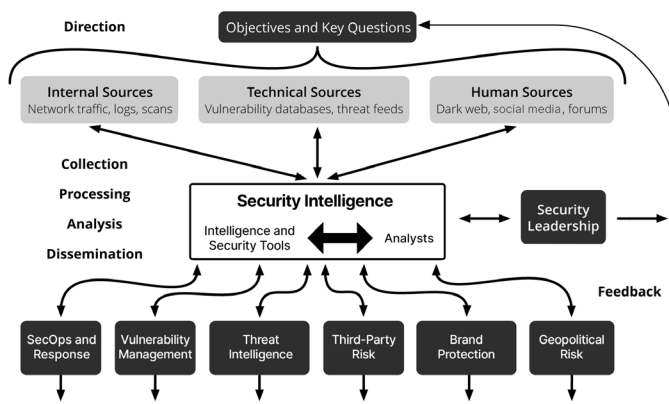 Direction
Objectives and Key Questions
Internal Sources
Network traffic, logs, scans
Technical Sources
Vulnerability databases, threat feeds
Human Sources
Dark web, social media, forums
Collection
Processing
Analysis
Dissemination
Security Intelligence
Intelligence and
Security Tools
Analysts
Security
Leadership
Feedback
SecOps and
Response
Vulnerability
Management
Threat
Intelligence
Third-Party
Risk
Brand
Protection
Geopolitical
Risk